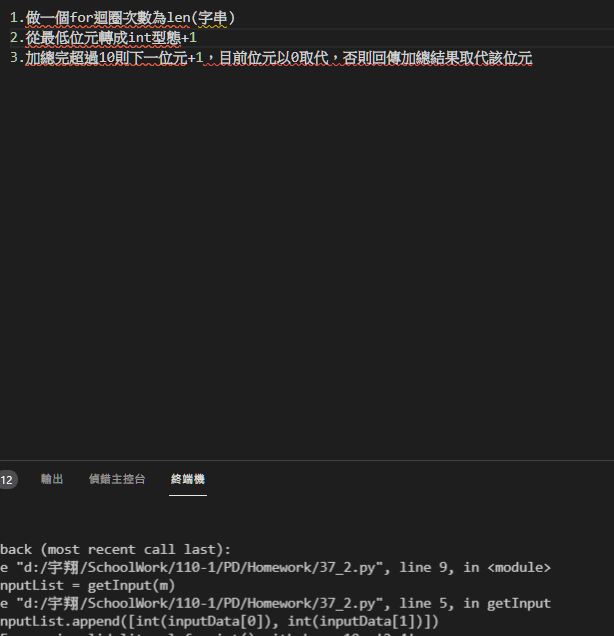 1.做一個for迴圈次數為len(字串)
2.從最低位元轉成int型態+1
3.加總完超過10則下一位元+1，目前位元以0取代，否則回傳加總結果取代該位元
12 輸出 偵錯主控台 終端機
back (most recent call last):
e "d:/宇翔/SchoolWork/110-1/PD/Homework/37_2.py", line 9, in <module>
nputList = getInput(m)
e "d:/宇翔/SchoolWork/110-1/PD/Homework/37_2.py", line 5, in getInput
nputList.append([int(inputData[0]), int(inputData[1])])